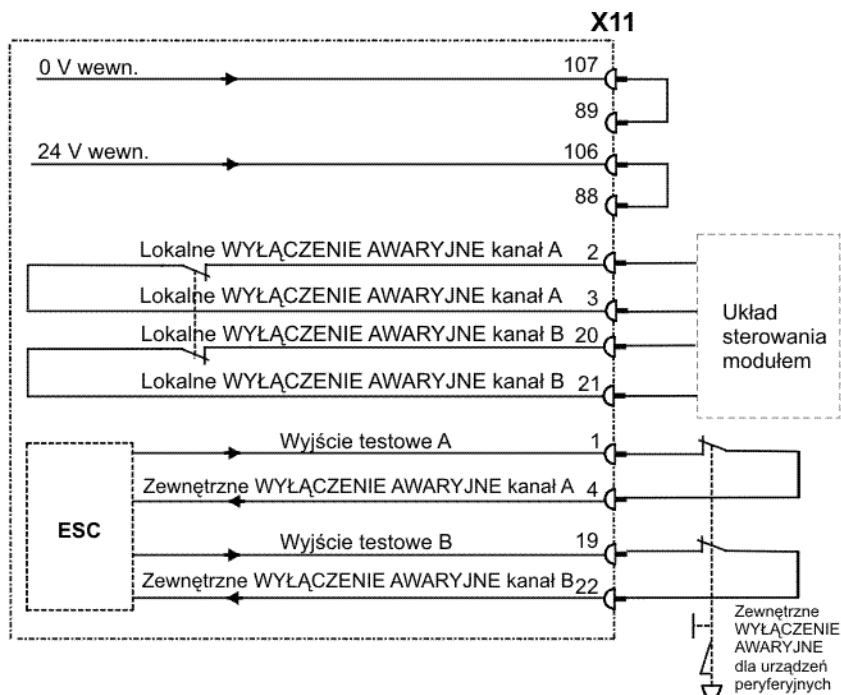 X11
0 V wewn.
107
89
24 V wewn.
106
88
Lokalne WYŁĄCZENIE AWARYJNE kanał A 2
Lokalne WYŁĄCZENIE AWARYJNE kanał A 3
Lokalne WYŁĄCZENIE AWARYJNE kanał B 20
Lokalne WYŁĄCZENIE AWARYJNE kanał B 21
Układ
sterowania
modułem
Wyjście testowe A 1
Zewnętrzne WYŁĄCZENIE AWARYJNE kanał A 4
ESC
Wyjście testowe B 19
Zewnętrzne WYŁĄCZENIE AWARYJNE kanał B 22
Zewnętrzne
WYŁĄCZENIE
AWARYJNE
dla urządzeń
peryferyjnych